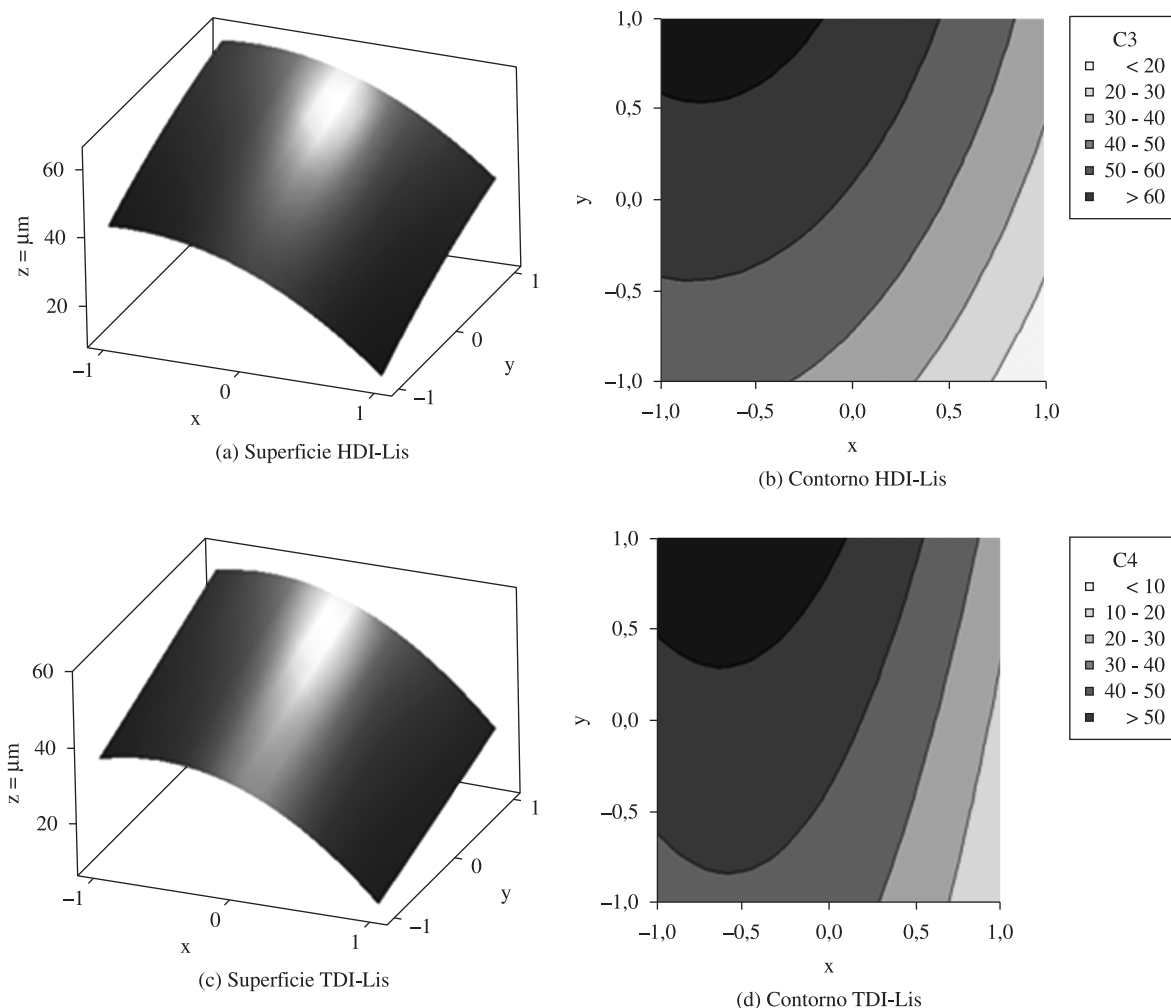 60
40
20
z = μm
−1
0
1
x
−1
0
1
y
(a) Superficie HDI-Lis
1,0
0,5
0,0
−0,5
−1,0
y
−1,0 −0,5 0,0 0,5 1,0
x
(b) Contorno HDI-Lis
C3
< 20
20 - 30
30 - 40
40 - 50
50 - 60
> 60
60
40
20
z = μm
−1
0
1
x
−1
0
1
y
(c) Superficie TDI-Lis
1,0
0,5
0,0
−0,5
−1,0
y
−1,0 −0,5 0,0 0,5 1,0
x
(d) Contorno TDI-Lis
C4
< 10
10 - 20
20 - 30
30 - 40
40 - 50
> 50